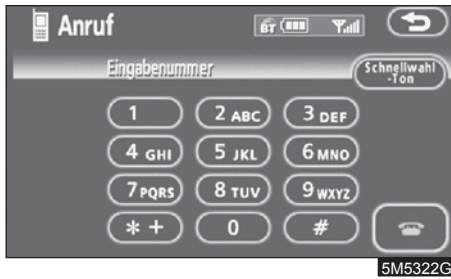 Anruf
BT
Eingabenummer
Schnellwahl
-Ton
1
2 ABC
3 DEF
4 GHI
5 JKL
6 MNO
7 PQRS
8 TUV
9 WXYZ
* +
0
#
5M5322G